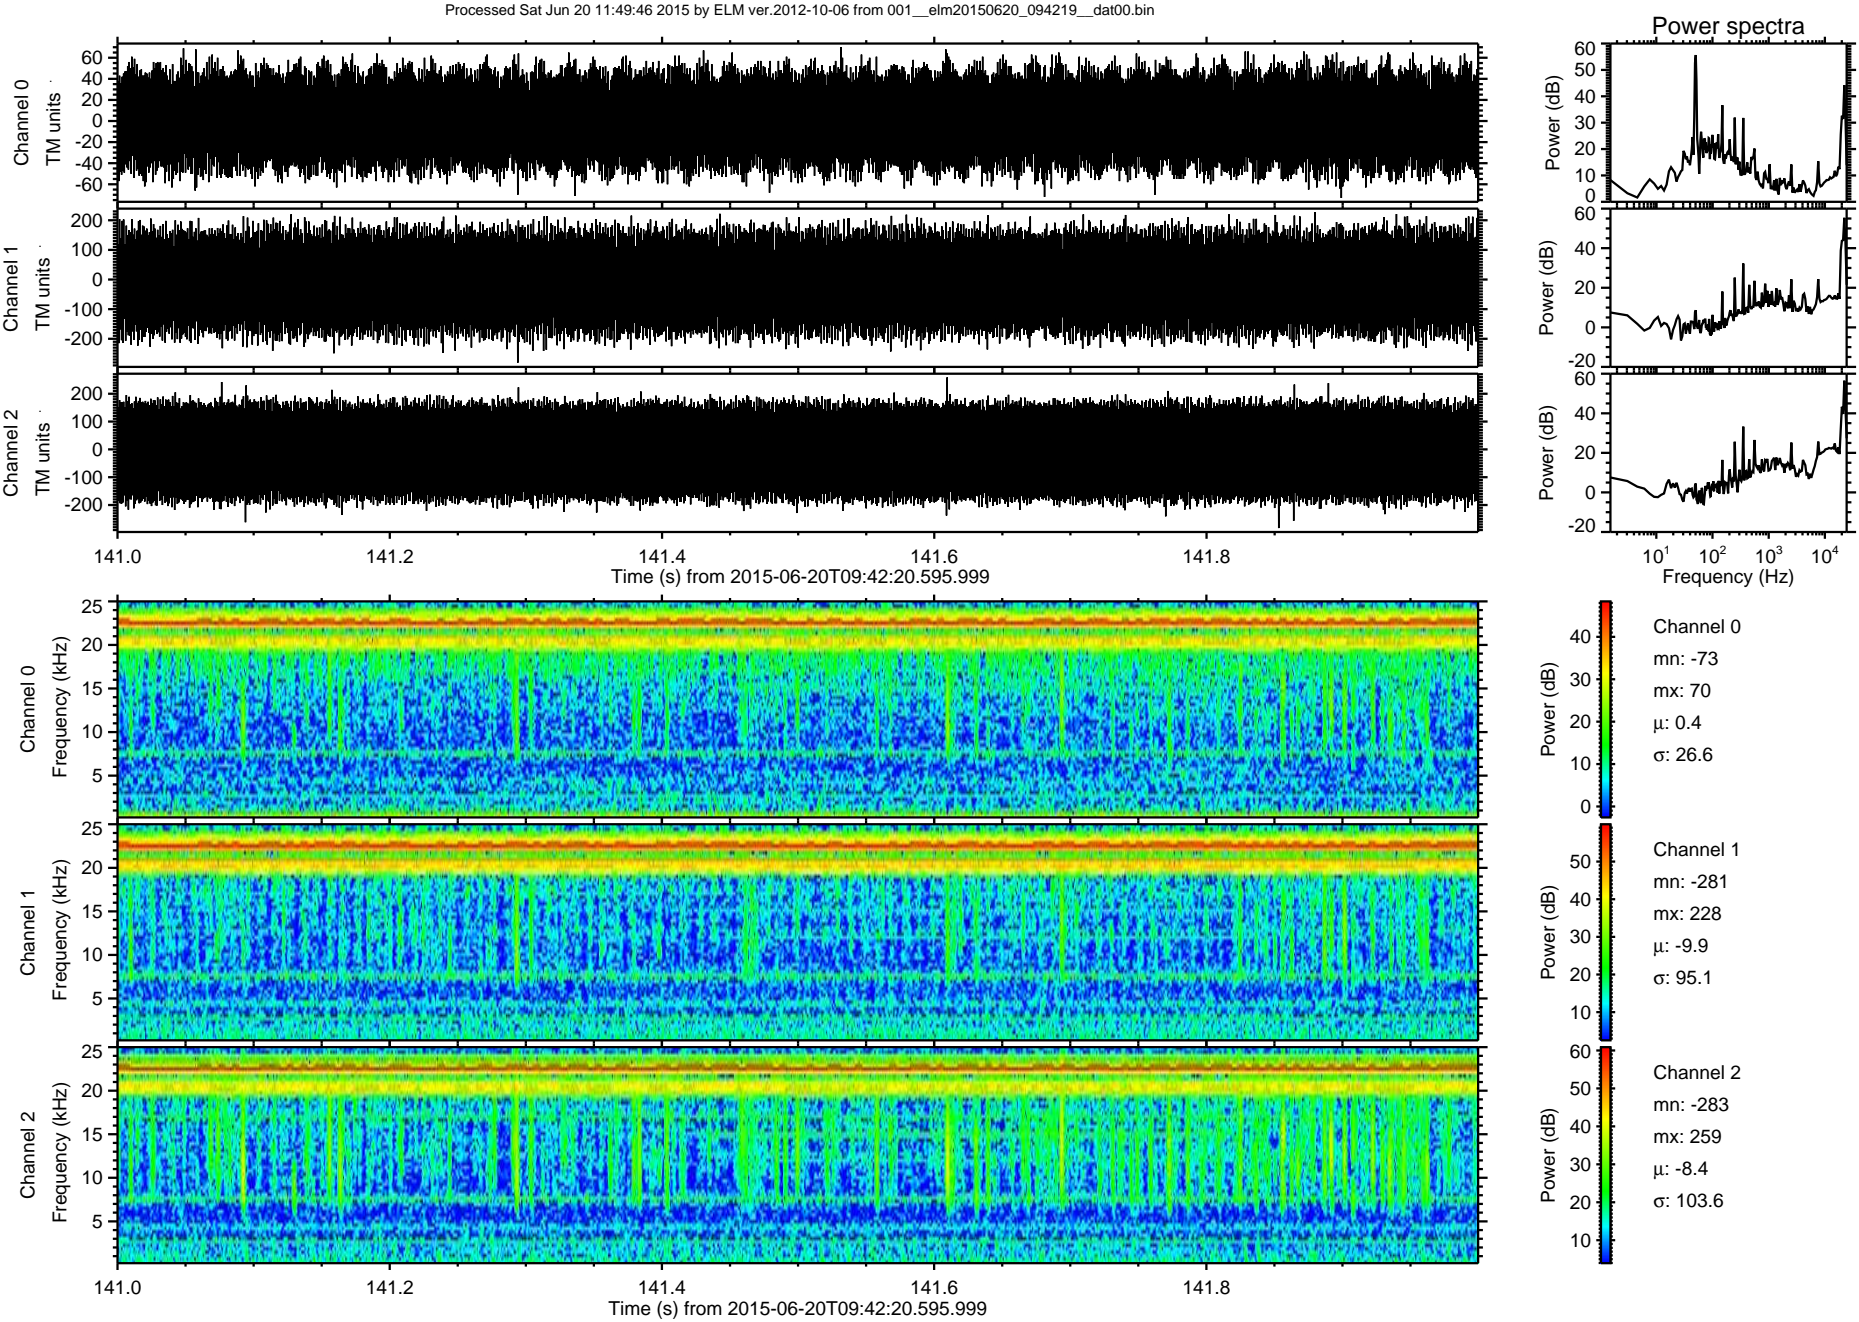 Processed Sat Jun 20 11:49:46 2015 by ELM ver.2012-10-06 from 001__elm20150620_094219__dat00.bin
Power spectra
Channel 0
TM units
60
40
20
0
-20
-40
-60
Power (dB)
60
50
40
30
20
10
0
Channel 1
TM units
200
100
0
-100
-200
Power (dB)
60
40
20
0
-20
Channel 2
TM units
200
100
0
-100
-200
Power (dB)
60
40
20
0
-20
141.0 141.2 141.4 141.6 141.8
Time (s) from 2015-06-20T09:42:20.595.999
10¹ 10² 10³ 10⁴
Frequency (Hz)
Channel 0
Frequency (kHz)
25
20
15
10
5
Power (dB)
40
30
20
10
0
Channel 0
mn: -73
mx: 70
μ: 0.4
σ: 26.6
Channel 1
Frequency (kHz)
25
20
15
10
5
Power (dB)
50
40
30
20
10
Channel 1
mn: -281
mx: 228
μ: -9.9
σ: 95.1
Channel 2
Frequency (kHz)
25
20
15
10
5
Power (dB)
60
50
40
30
20
10
Channel 2
mn: -283
mx: 259
μ: -8.4
σ: 103.6
141.0 141.2 141.4 141.6 141.8
Time (s) from 2015-06-20T09:42:20.595.999